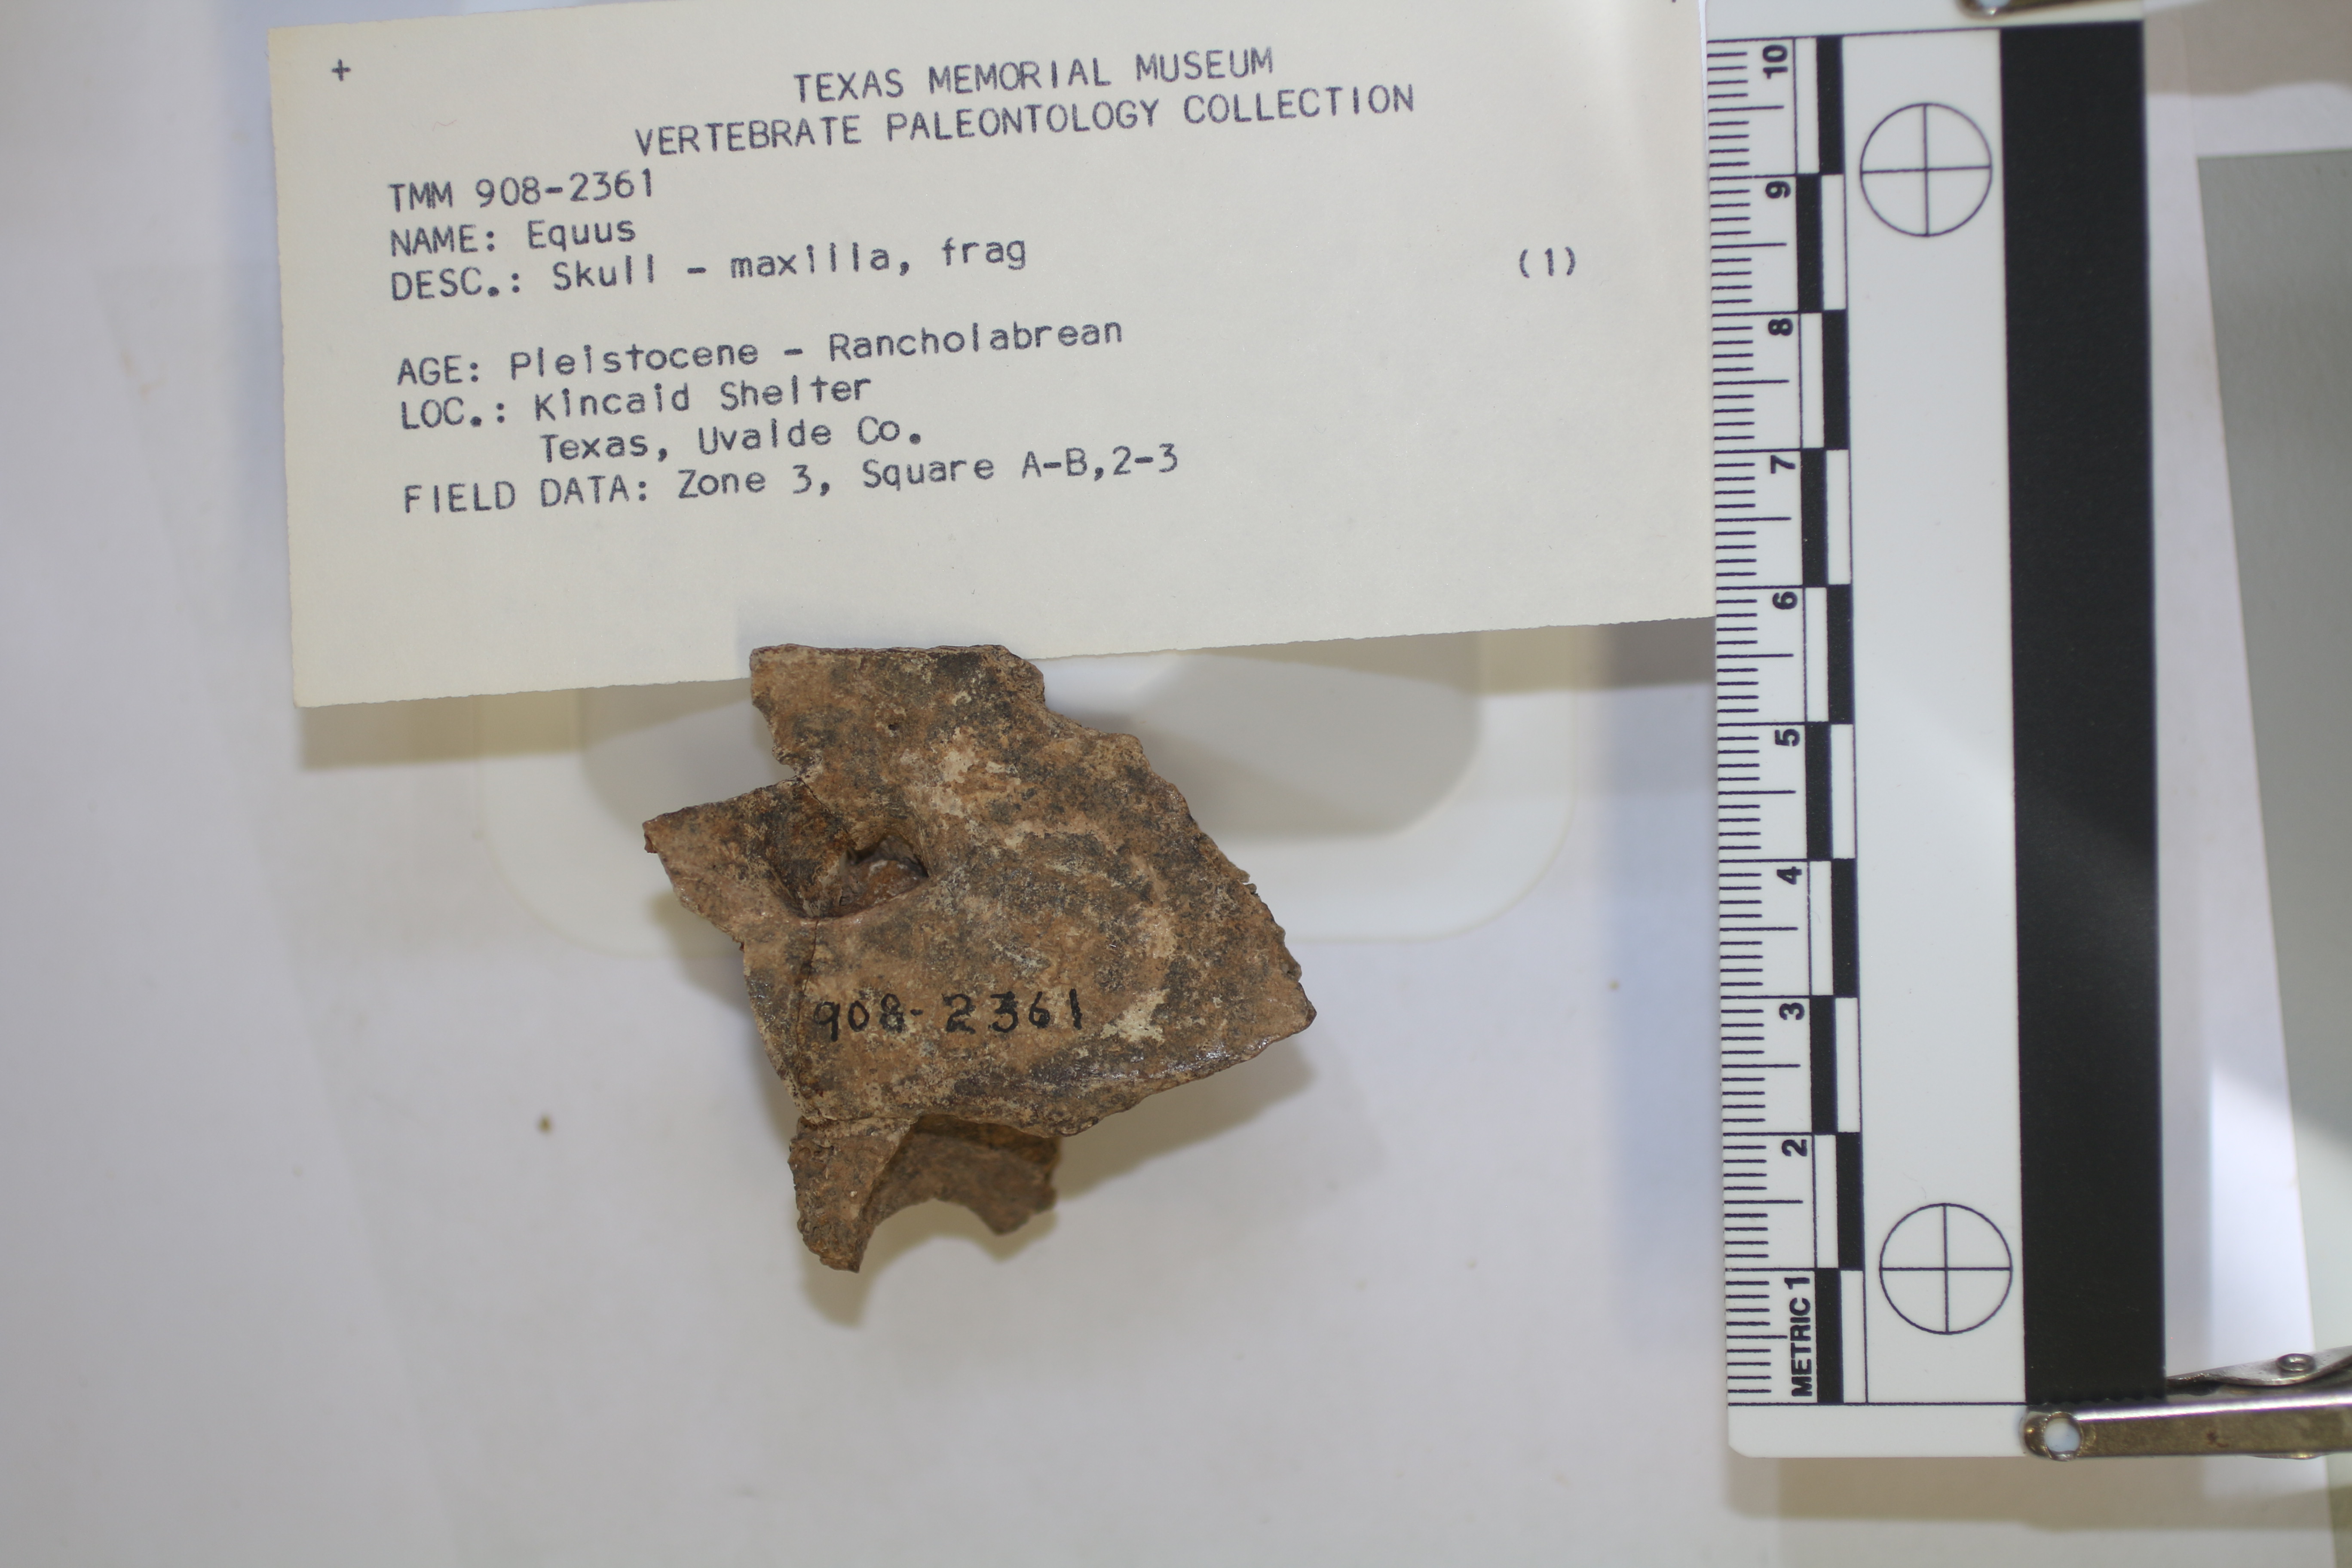 +
TEXAS MEMORIAL MUSEUM
VERTEBRATE PALEONTOLOGY COLLECTION
TMM 908-2361
NAME: Equus
DESC.: Skull - maxilla, frag (1)
AGE: Pleistocene - Rancholabrean
LOC.: Kincaid Shelter
Texas, Uvalde Co.
FIELD DATA: Zone 3, Square A-B,2-3
908-2361
METRIC 1 2 3 4 5 6 7 8 9 10